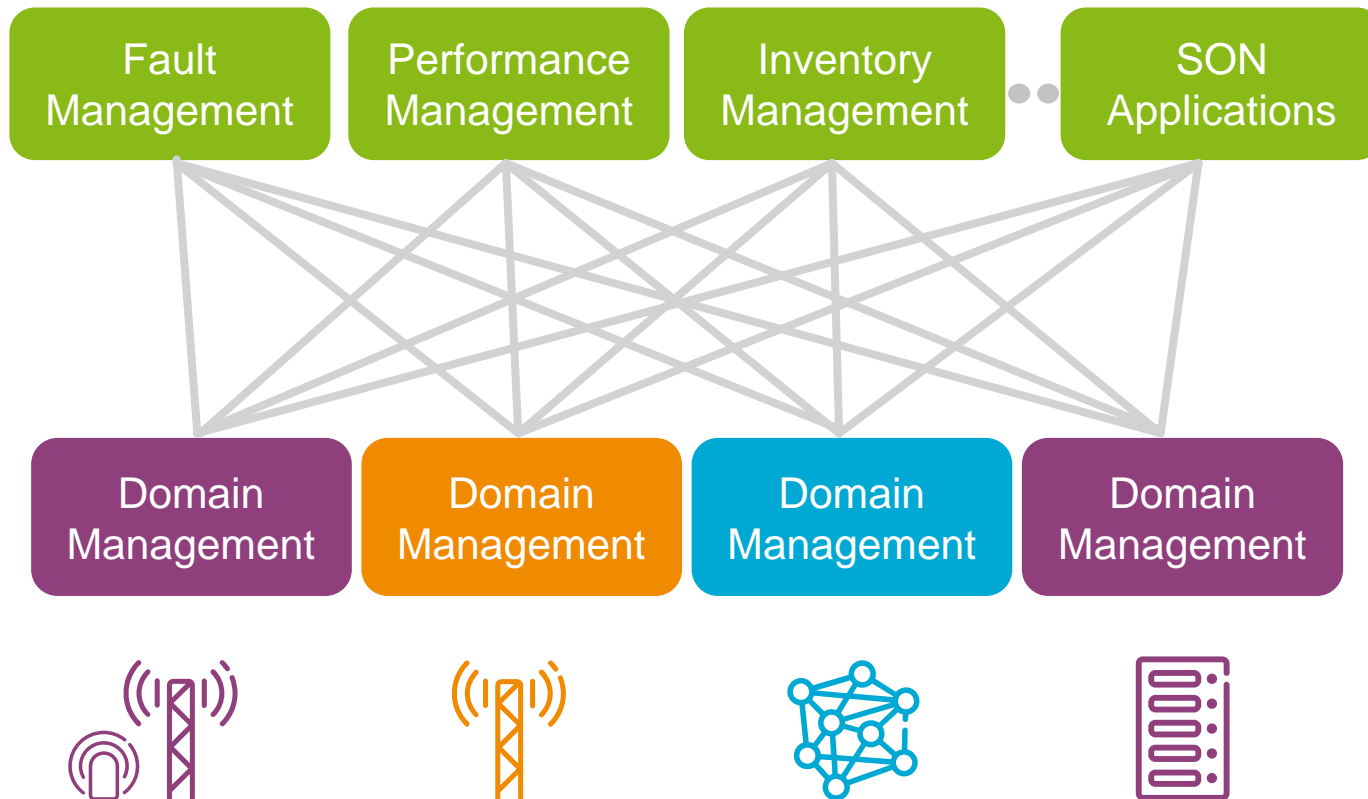 Fault
Management
Performance
Management
Inventory
Management
SON
Applications
Domain
Management
Domain
Management
Domain
Management
Domain
Management